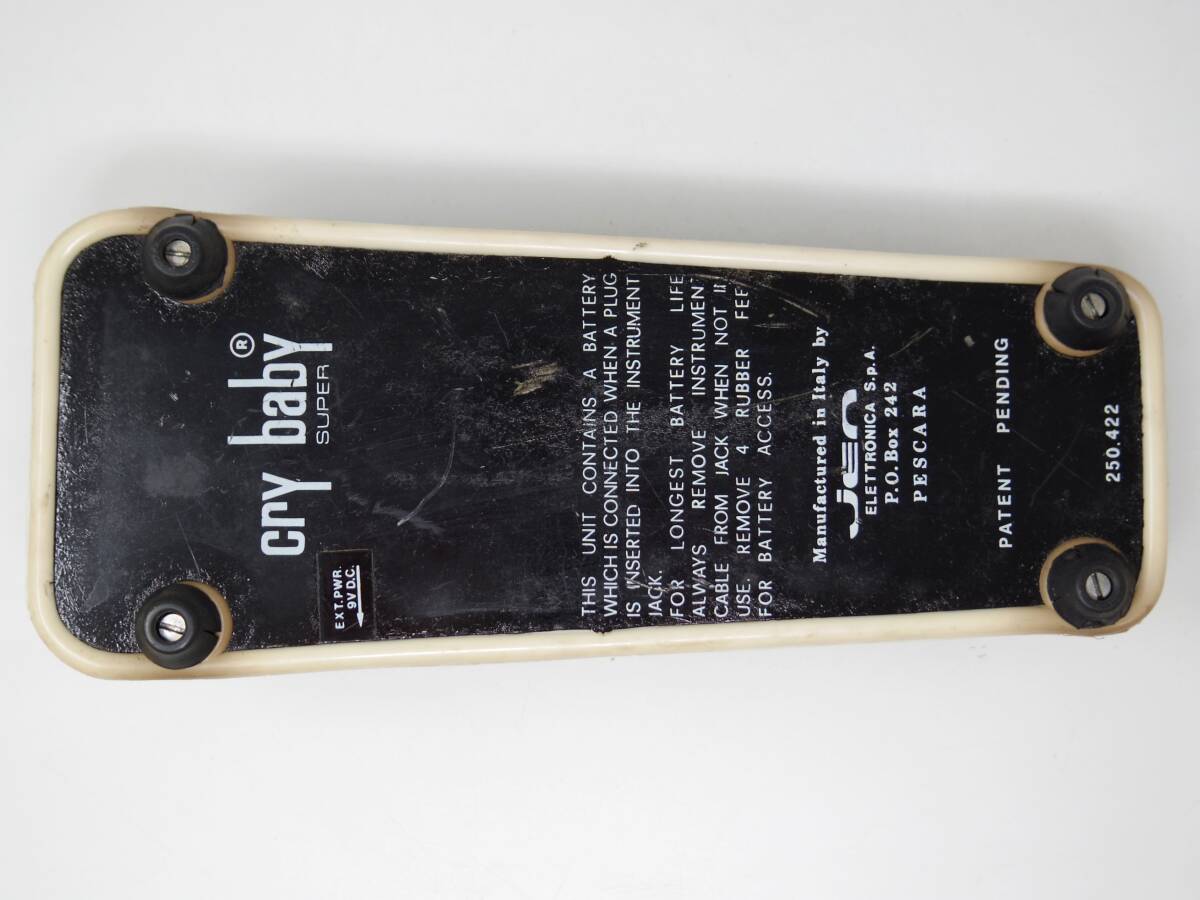 cry baby ®
SUPER
EXT. PWR.
9V D.C.
THIS UNIT CONTAINS A BATTERY
WHICH IS CONNECTED WHEN A PLUG
IS INSERTED INTO THE INSTRUMENT
JACK.
FOR LONGEST BATTERY LIFE
ALWAYS REMOVE INSTRUMENT
CABLE FROM JACK WHEN NOT
USE. REMOVE 4 RUBBER
FOR BATTERY ACCESS.
Manufactured in Italy by
JEN
ELETTRONICA S.p.A.
P.O. Box 242
PESCARA
PATENT PENDING
250.422